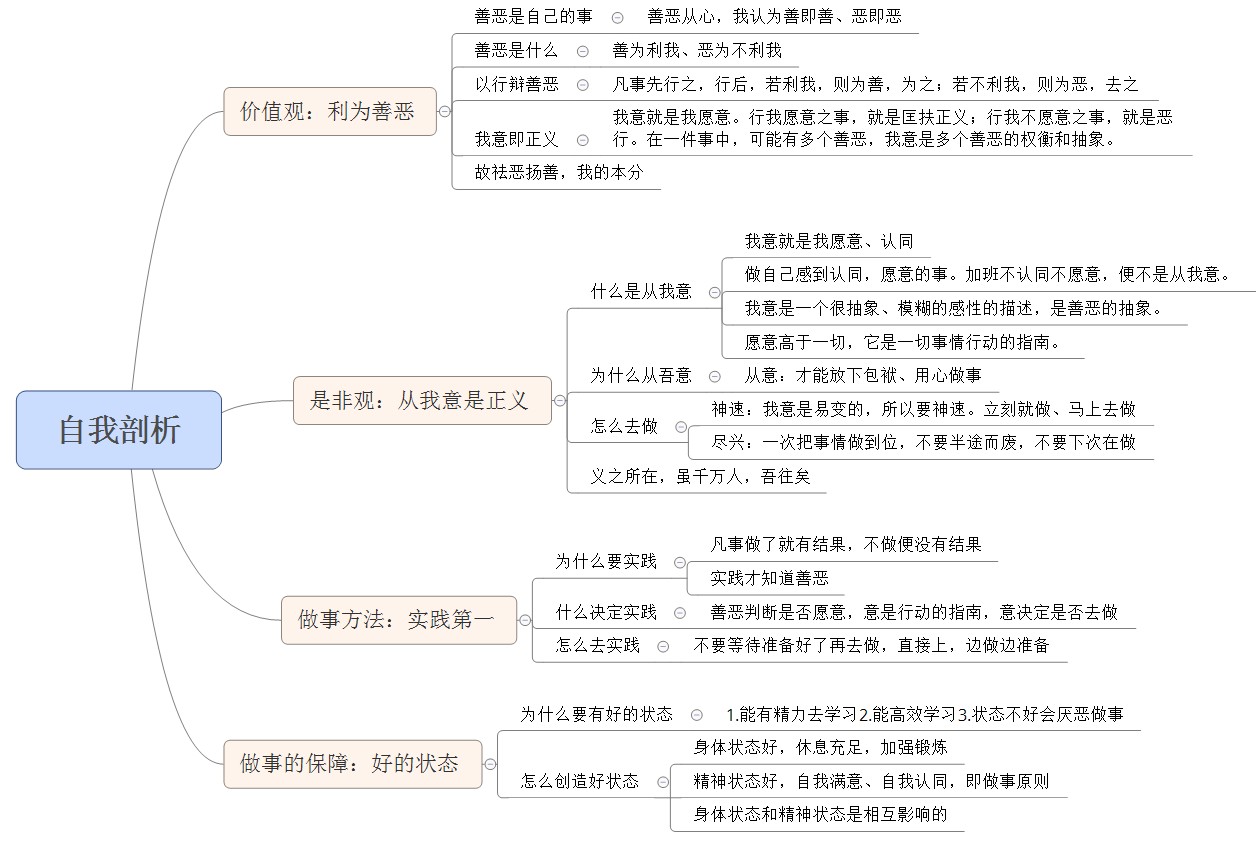 自我剖析
价值观：利为善恶
善恶是自己的事
善恶从心，我认为善即善、恶即恶
善恶是什么
善为利我、恶为不利我
以行辩善恶
凡事先行之，行后，若利我，则为善，为之；若不利我，则为恶，去之
我意即正义
我意就是我愿意。行我愿意之事，就是匡扶正义；行我不愿意之事，就是恶
行。在一件事中，可能有多个善恶，我意是多个善恶的权衡和抽象。
故祛恶扬善，我的本分
是非观：从我意是正义
什么是从我意
我意就是我愿意、认同
做自己感到认同，愿意的事。加班不认同不愿意，便不是从我意。
我意是一个很抽象、模糊的感性的描述，是善恶的抽象。
愿意高于一切，它是一切事情行动的指南。
为什么从吾意
从意：才能放下包袱、用心做事
怎么去做
神速：我意是易变的，所以要神速。立刻就做、马上去做
尽兴：一次把事情做到位，不要半途而废，不要下次在做
义之所在，虽千万人，吾往矣
做事方法：实践第一
为什么要实践
凡事做了就有结果，不做便没有结果
实践才知道善恶
什么决定实践
善恶判断是否愿意，意是行动的指南，意决定是否去做
怎么去实践
不要等待准备好了再去做，直接上，边做边准备
做事的保障：好的状态
为什么要有好的状态
1.能有精力去学习2.能高效学习3.状态不好会厌恶做事
怎么创造好状态
身体状态好，休息充足，加强锻炼
精神状态好，自我满意、自我认同，即做事原则
身体状态和精神状态是相互影响的